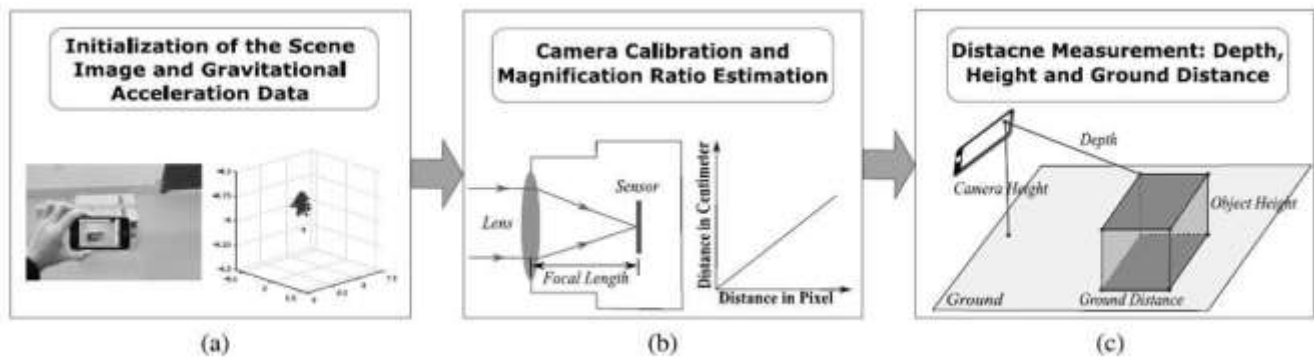 Initialization of the Scene
Image and Gravitational
Acceleration Data
Camera Calibration and
Magnification Ratio Estimation
Distacne Measurement: Depth,
Height and Ground Distance
Lens
Sensor
Focal Length
Distance in Centimeter
Distance in Pixel
Depth
Camera Height
Object Height
Ground Distance
Ground
(a)
(b)
(c)